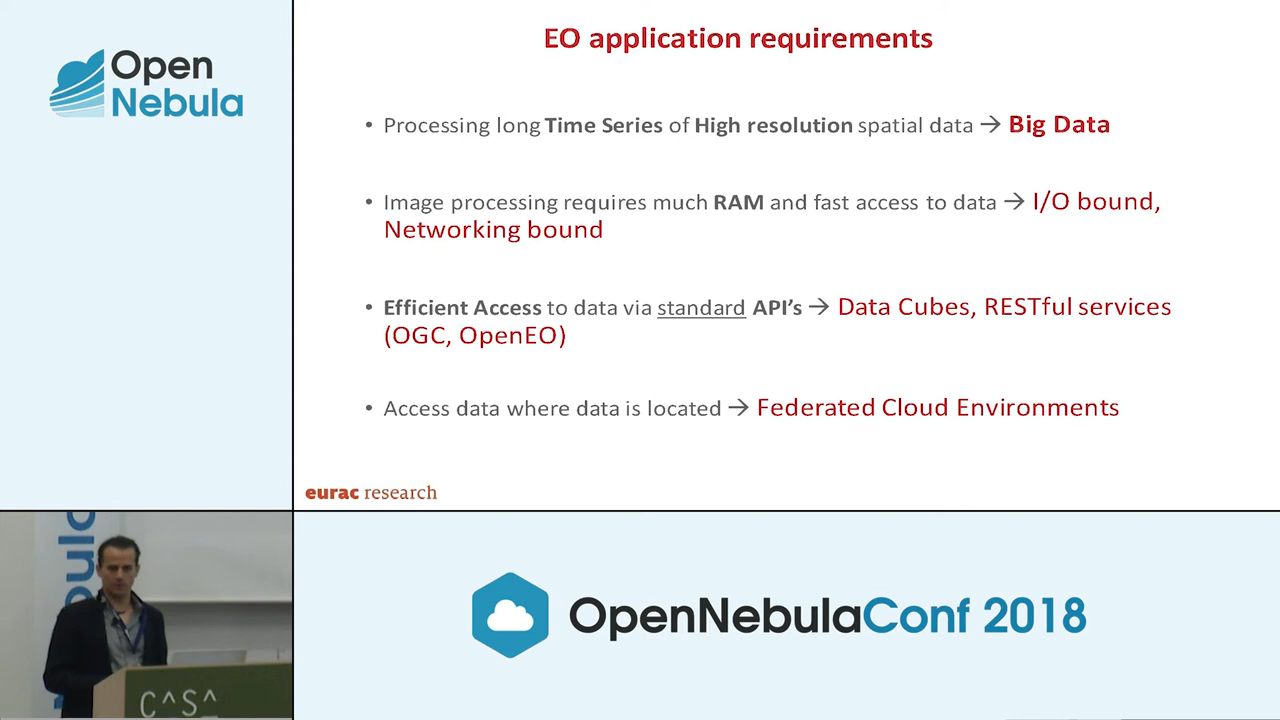 Open
Nebula
EO application requirements
• Processing long Time Series of High resolution spatial data → Big Data
• Image processing requires much RAM and fast access to data → I/O bound,
Networking bound
• Efficient Access to data via standard API’s → Data Cubes, RESTful services
(OGC, OpenEO)
• Access data where data is located → Federated Cloud Environments
eurac research
C^S^
OpenNebulaConf 2018